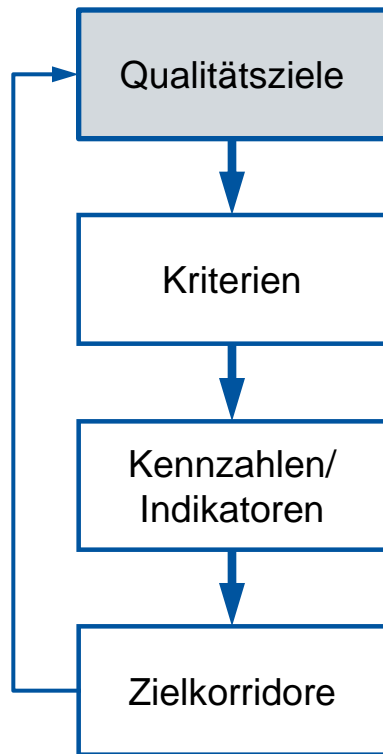 Qualitätsziele
Kriterien
Kennzahlen/
Indikatoren
Zielkorridore